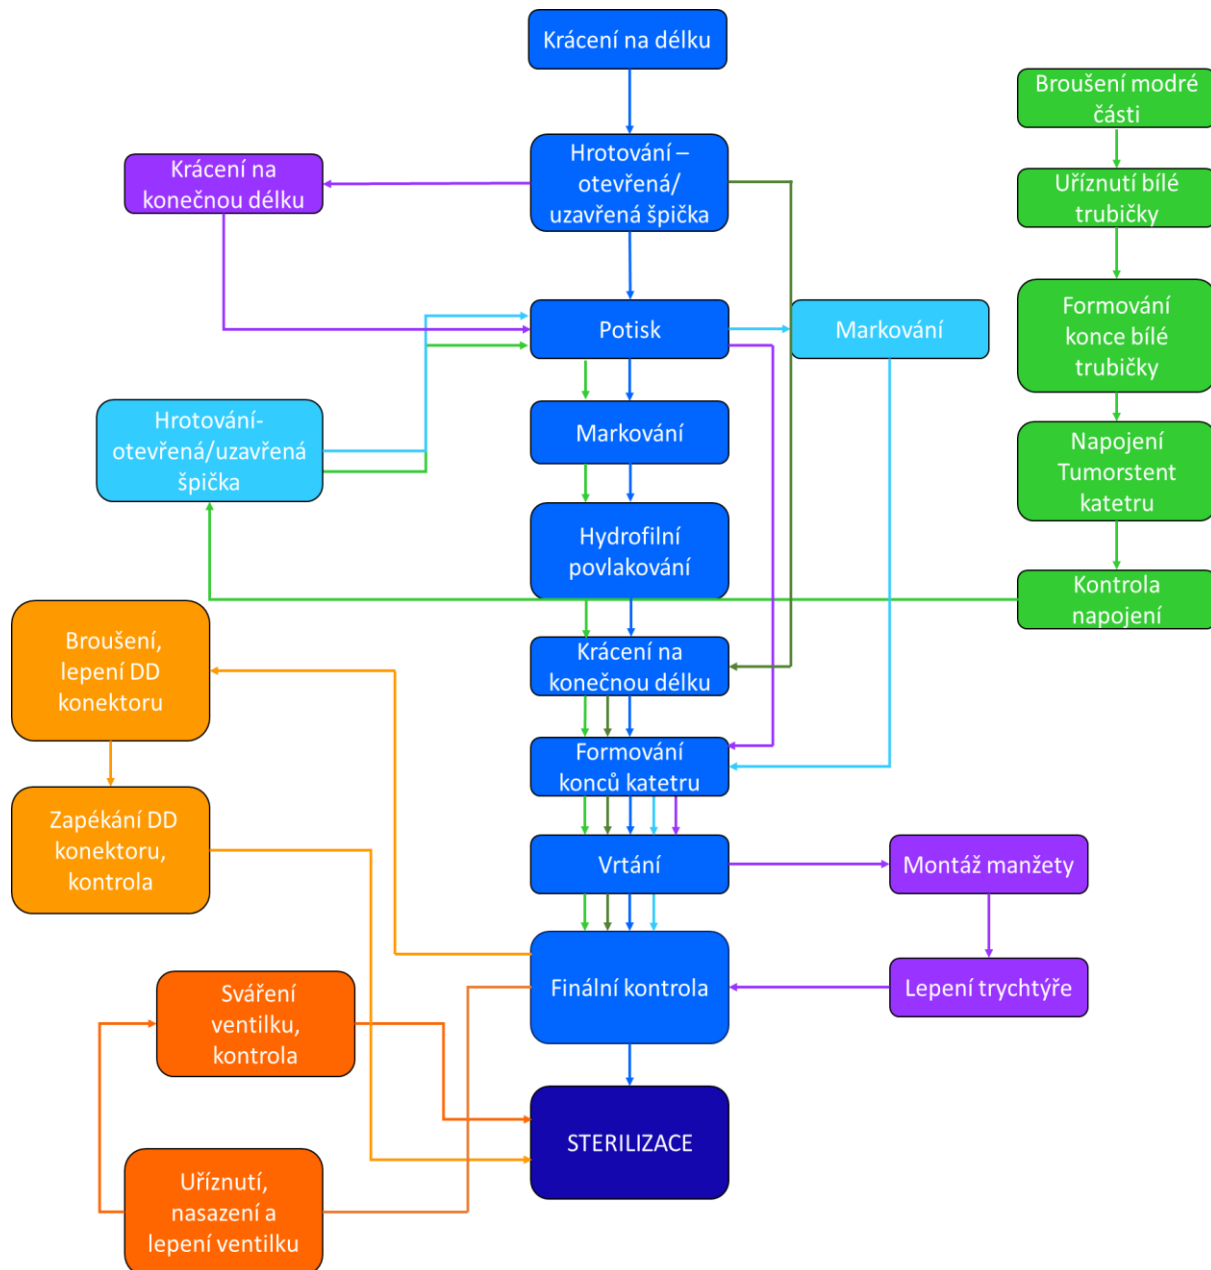 Krácení na délku
Broušení modré
části
Hrotování –
otevřená/
uzavřená špička
Krácení na
konečnou délku
Uříznutí bílé
trubičky
Potisk
Markování
Formování
konce bílé
trubičky
Hrotování-
otevřená/uzavřená
špička
Markování
Napojení
Tumorstent
katetru
Hydrofilní
povlakování
Kontrola
napojení
Broušení,
lepení DD
konektoru
Krácení na
konečnou délku
Formování
konců katetru
Zapékání DD
konektoru,
kontrola
Vrtání
Montáž manžety
Sváření
ventilku,
kontrola
Finální kontrola
Lepení trychtýře
STERILIZACE
Uříznutí,
nasazení a
lepení ventilku